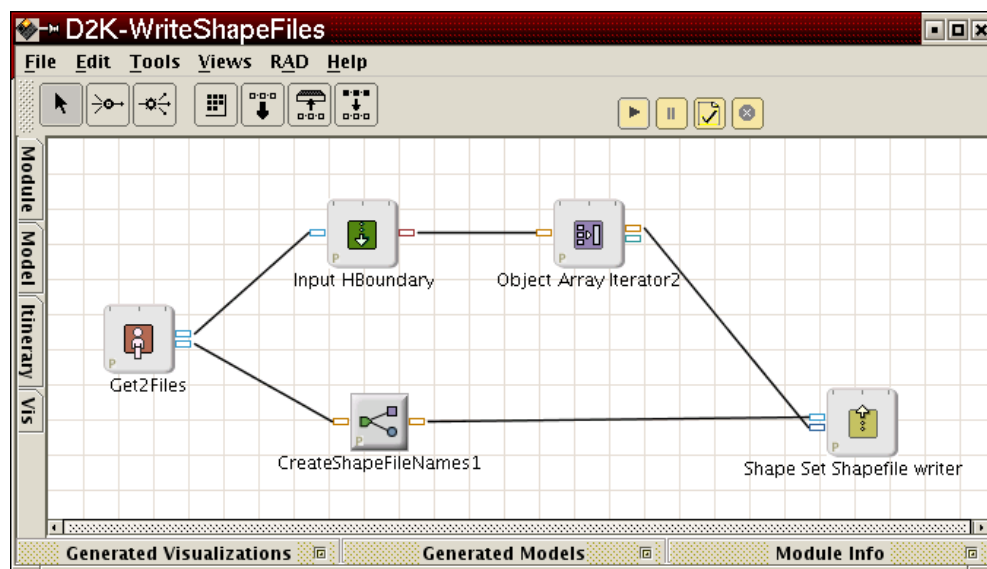 D2K-WriteShapeFiles
File Edit Tools Views RAD Help
Module
Model
Itinerary
Vis
P
Input HBoundary
P
Object Array Iterator2
P
Get2Files
P
CreateShapeFileNames1
P
Shape Set Shapefile writer
Generated Visualizations Generated Models Module Info